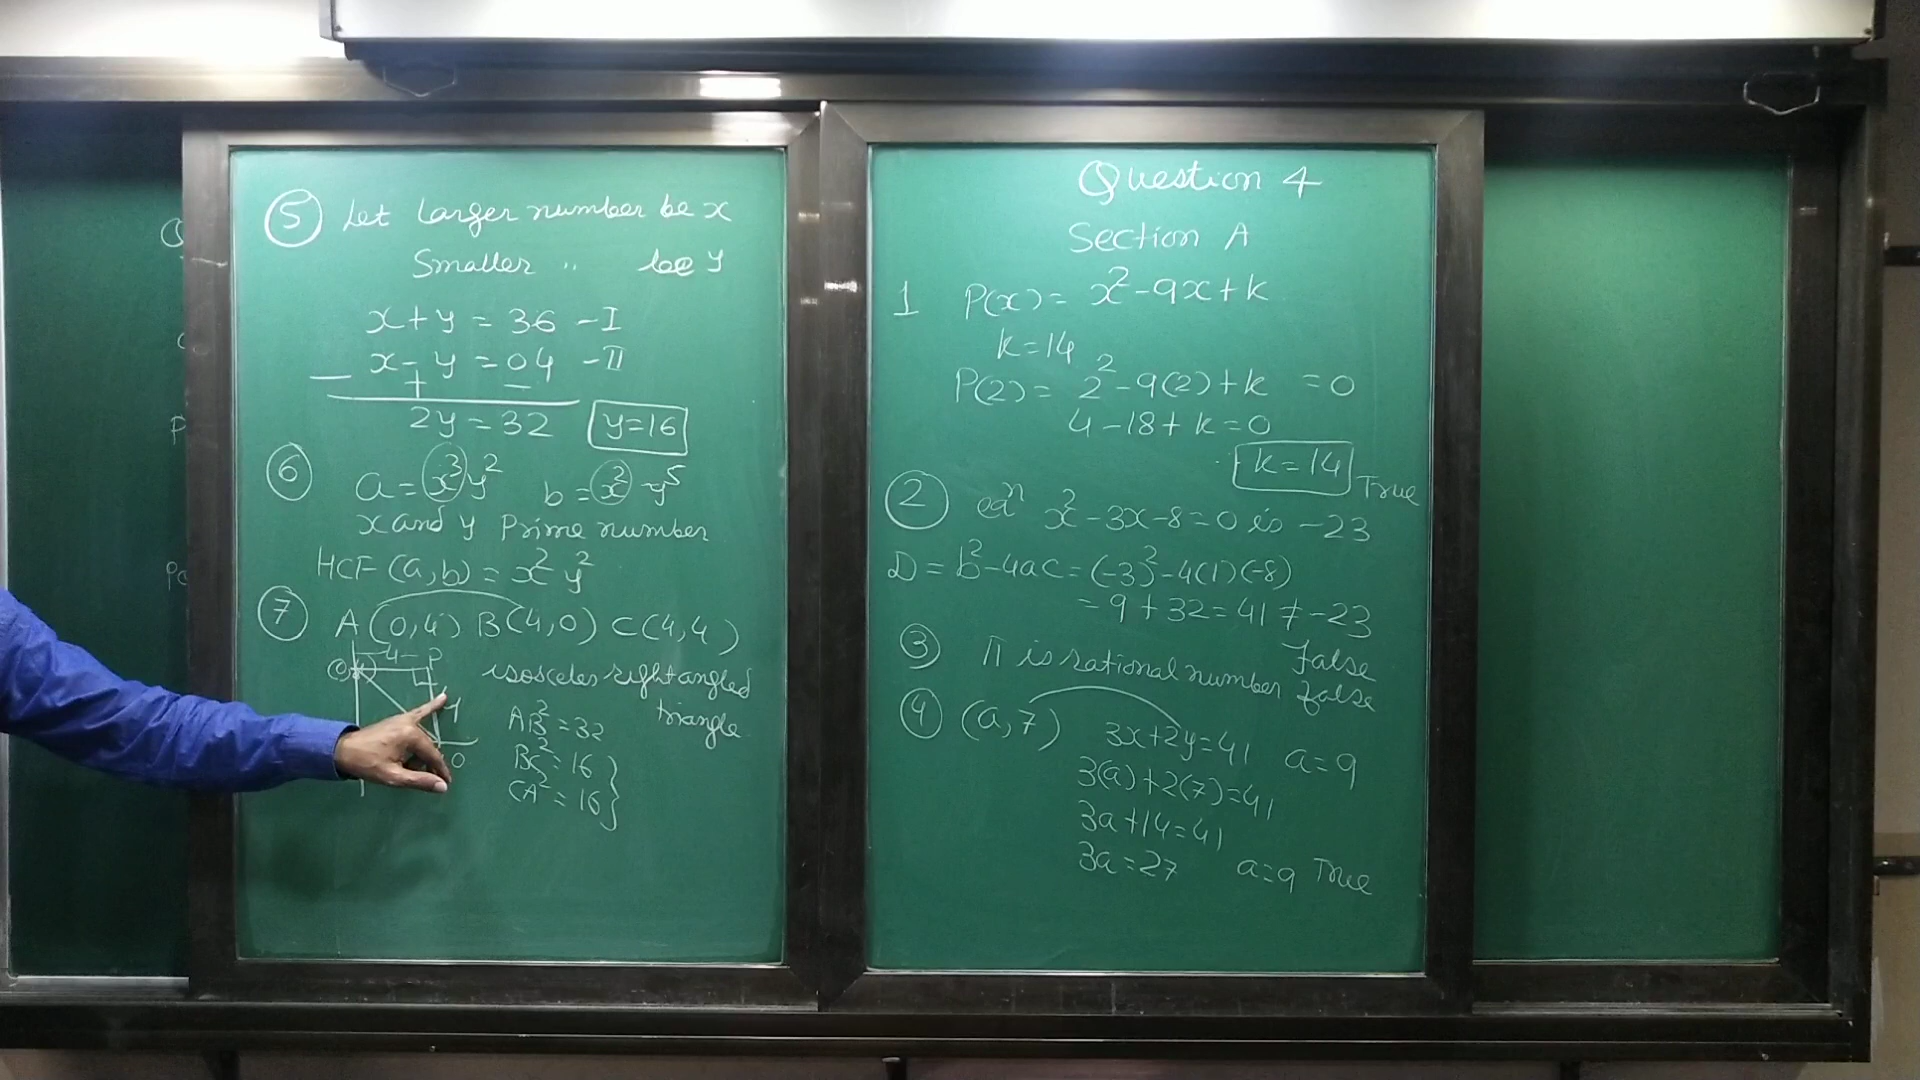 Question 4
Section A
1 P(x) = x² - 9x + k
k = 14
P(2) = 2² - 9(2) + k = 0
4 - 18 + k = 0
k = 14 True
② eqⁿ x² - 3x - 8 = 0 is - 23
D = b² - 4ac = (-3)² - 4(1)(-8)
= 9 + 32 = 41 ≠ - 23
False
③ π is rational number false
④ (a, 7) 3x + 2y = 41 a = 9
3(a) + 2(7) = 41
3a + 14 = 41
3a = 27 a = 9 True
⑤ Let Larger number be x
Smaller ,, be y
x + y = 36 - I
x - y = 04 - II
- + -
2y = 32 y = 16
⑥ a = x³y² b = x² y⁵
x and y Prime number
HCF (a, b) = x² y²
⑦ A (0,4) B (4,0) C (4,4)
4
isosceles right angled
triangle
AB² = 32
BC² = 16
CA² = 16 }